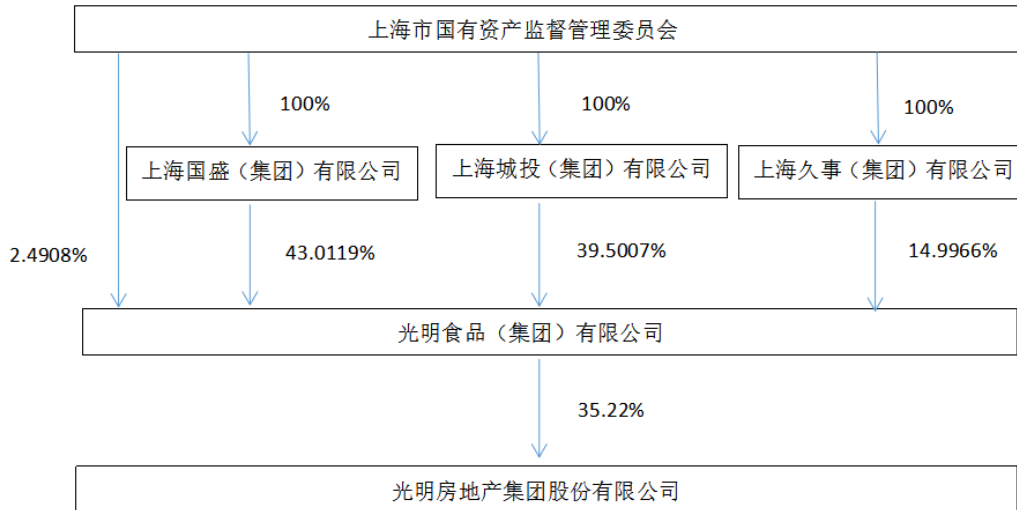 上海市国有资产监督管理委员会
100%
100%
100%
上海国盛（集团）有限公司
上海城投（集团）有限公司
上海久事（集团）有限公司
2.4908%
43.0119%
39.5007%
14.9966%
光明食品（集团）有限公司
35.22%
光明房地产集团股份有限公司